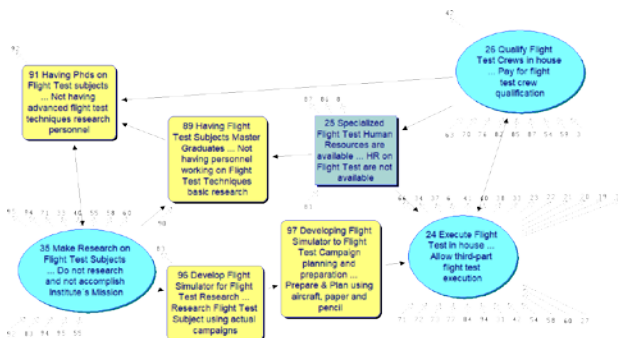 91 Having Phds on
Flight Test subjects
... Not having
advanced flight test
techniques research
personnel
26 Qualify Flight
Test Crews in house
... Pay for flight
test crew
qualification
89 Having Flight
Test Subjects Master
Graduates ... Not
having personnel
working on Flight
Test Techniques
basic research
25 Specialized
Flight Test Human
Resources are
available ... HR on
Flight Test are not
available
35 Make Research on
Flight Test Subjects
... Do not research
and not accomplish
Institute´s Mission
96 Develop Flight
Simulator for Flight
Test Research ...
Research Flight Test
Subject using actual
campaigns
97 Developing Flight
Simulator to Flight
Test Campaign
planning and
preparation ...
Prepare & Plan using
aircraft, paper and
pencil
24 Execute Flight
Test in house ...
Allow third-part
flight test
execution